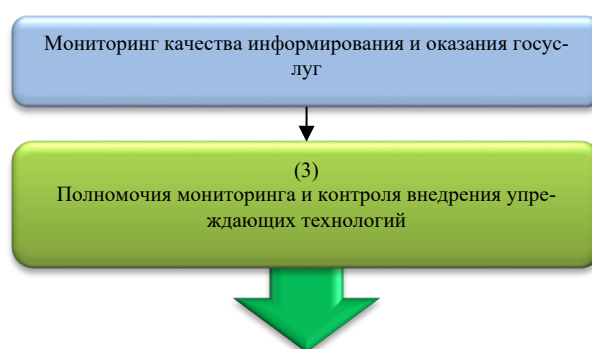 Мониторинг качества информирования и оказания госус-
луг
(3)
Полномочия мониторинга и контроля внедрения упре-
ждающих технологий